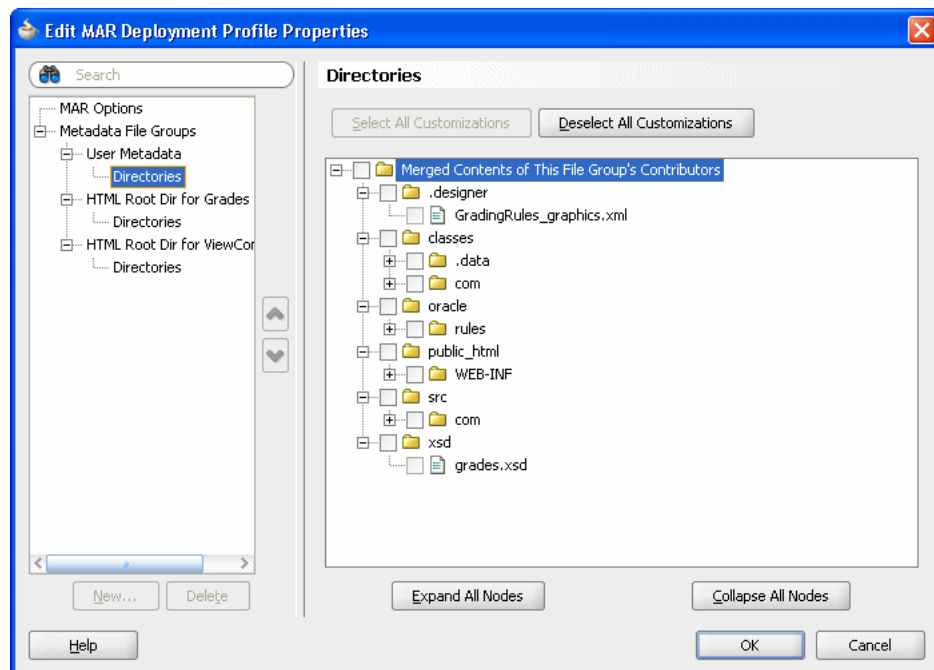 Edit MAR Deployment Profile Properties
Search
MAR Options
Metadata File Groups
User Metadata
Directories
HTML Root Dir for Grades
Directories
HTML Root Dir for ViewCor
Directories
New...
Delete
Directories
Select All Customizations
Deselect All Customizations
Merged Contents of This File Group's Contributors
.designer
GradingRules_graphics.xml
classes
.data
com
oracle
rules
public_html
WEB-INF
src
com
xsd
grades.xsd
Expand All Nodes
Collapse All Nodes
Help
OK
Cancel